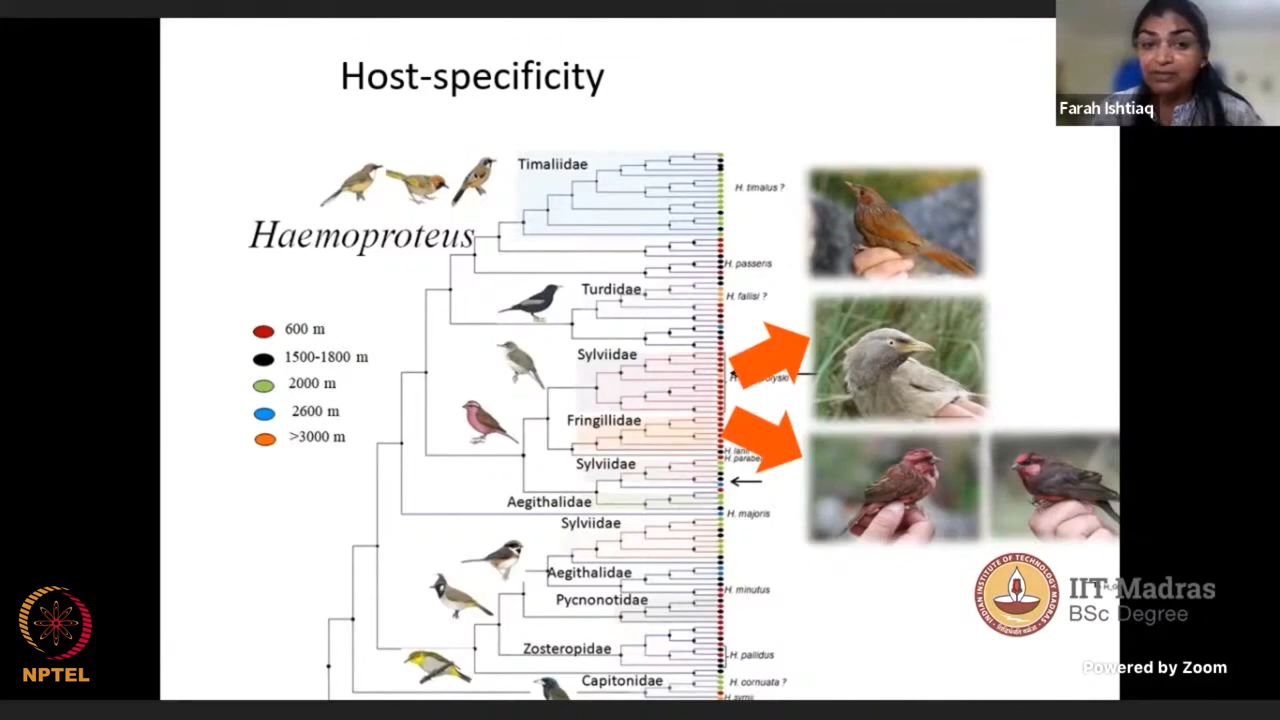 Host-specificity
Farah Ishtiaq
Timaliidae
H. timalus ?
Haemoproteus
H. passeris
Turdidae
H. fallisi ?
600 m
1500-1800 m
2000 m
2600 m
>3000 m
Sylviidae
Fringillidae
H. lanii
Sylviidae
Aegithalidae
H. majoris
Sylviidae
Aegithalidae
H. minutus
Pycnonotidae
Zosteropidae
H. pallidus
Capitonidae
H. cornuata ?
NPTEL
IIT Madras
BSc Degree
Powered by Zoom